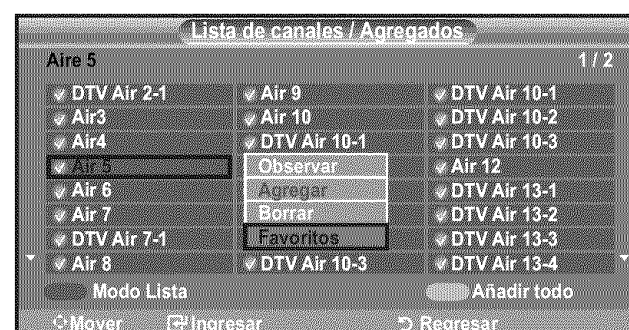 Lista de canales / Agregados
Aire 5 1 / 2
DTV Air 2-1 Air 9 DTV Air 10-1
Air3 Air 10 DTV Air 10-2
Air4 DTV Air 10-1 DTV Air 10-3
Air 5 Observar Air 12
Air 6 Agregar DTV Air 13-1
Air 7 Borrar DTV Air 13-2
DTV Air 7-1 Favoritos DTV Air 13-3
Air 8 DTV Air 10-3 DTV Air 13-4
Modo Lista Añadir todo
Mover Ingresar Regresar